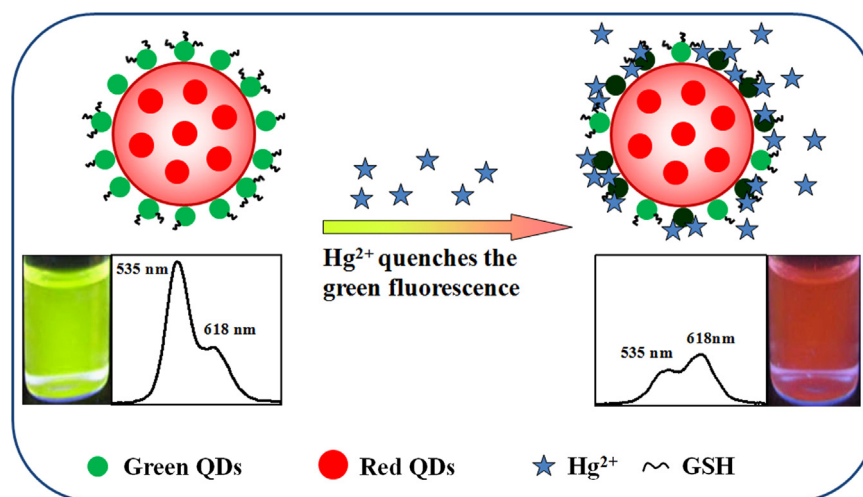 Hg²⁺ quenches the
green fluorescence
535 nm
618 nm
535 nm
618nm
Green QDs
Red QDs
Hg²⁺
GSH